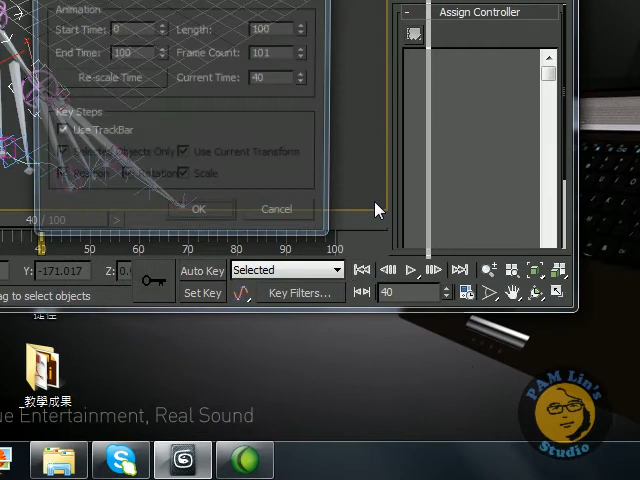 Animation
Start Time: 0
Length: 100
End Time: 100
Frame Count: 101
Re-scale Time
Current Time: 40
Key Steps
Use TrackBar
Selected Objects Only
Use Current Transform
Position
Rotation
Scale
OK
Cancel
Assign Controller
40 / 100
>
40 50 60 70 80 90 100
Y: -171.017
Z: 0.
Auto Key
Selected
Set Key
Key Filters...
40
ag to select objects
_教學成果
ue Entertainment, Real Sound
PAM Lin's
Studio